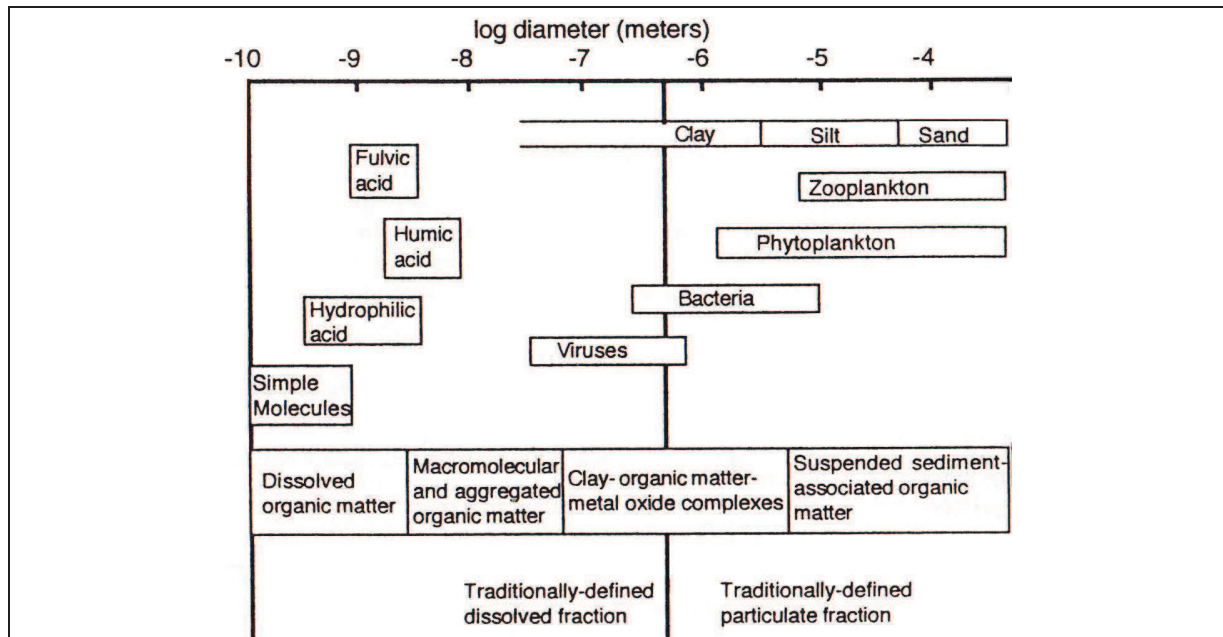 log diameter (meters)
-10 -9 -8 -7 -6 -5 -4
Clay Silt Sand
Fulvic
acid
Zooplankton
Humic
acid
Phytoplankton
Hydrophilic
acid
Bacteria
Viruses
Simple
Molecules
Dissolved
organic matter
Macromolecular
and aggregated
organic matter
Clay- organic matter-
metal oxide complexes
Suspended sediment-
associated organic
matter
Traditionally-defined
dissolved fraction
Traditionally-defined
particulate fraction